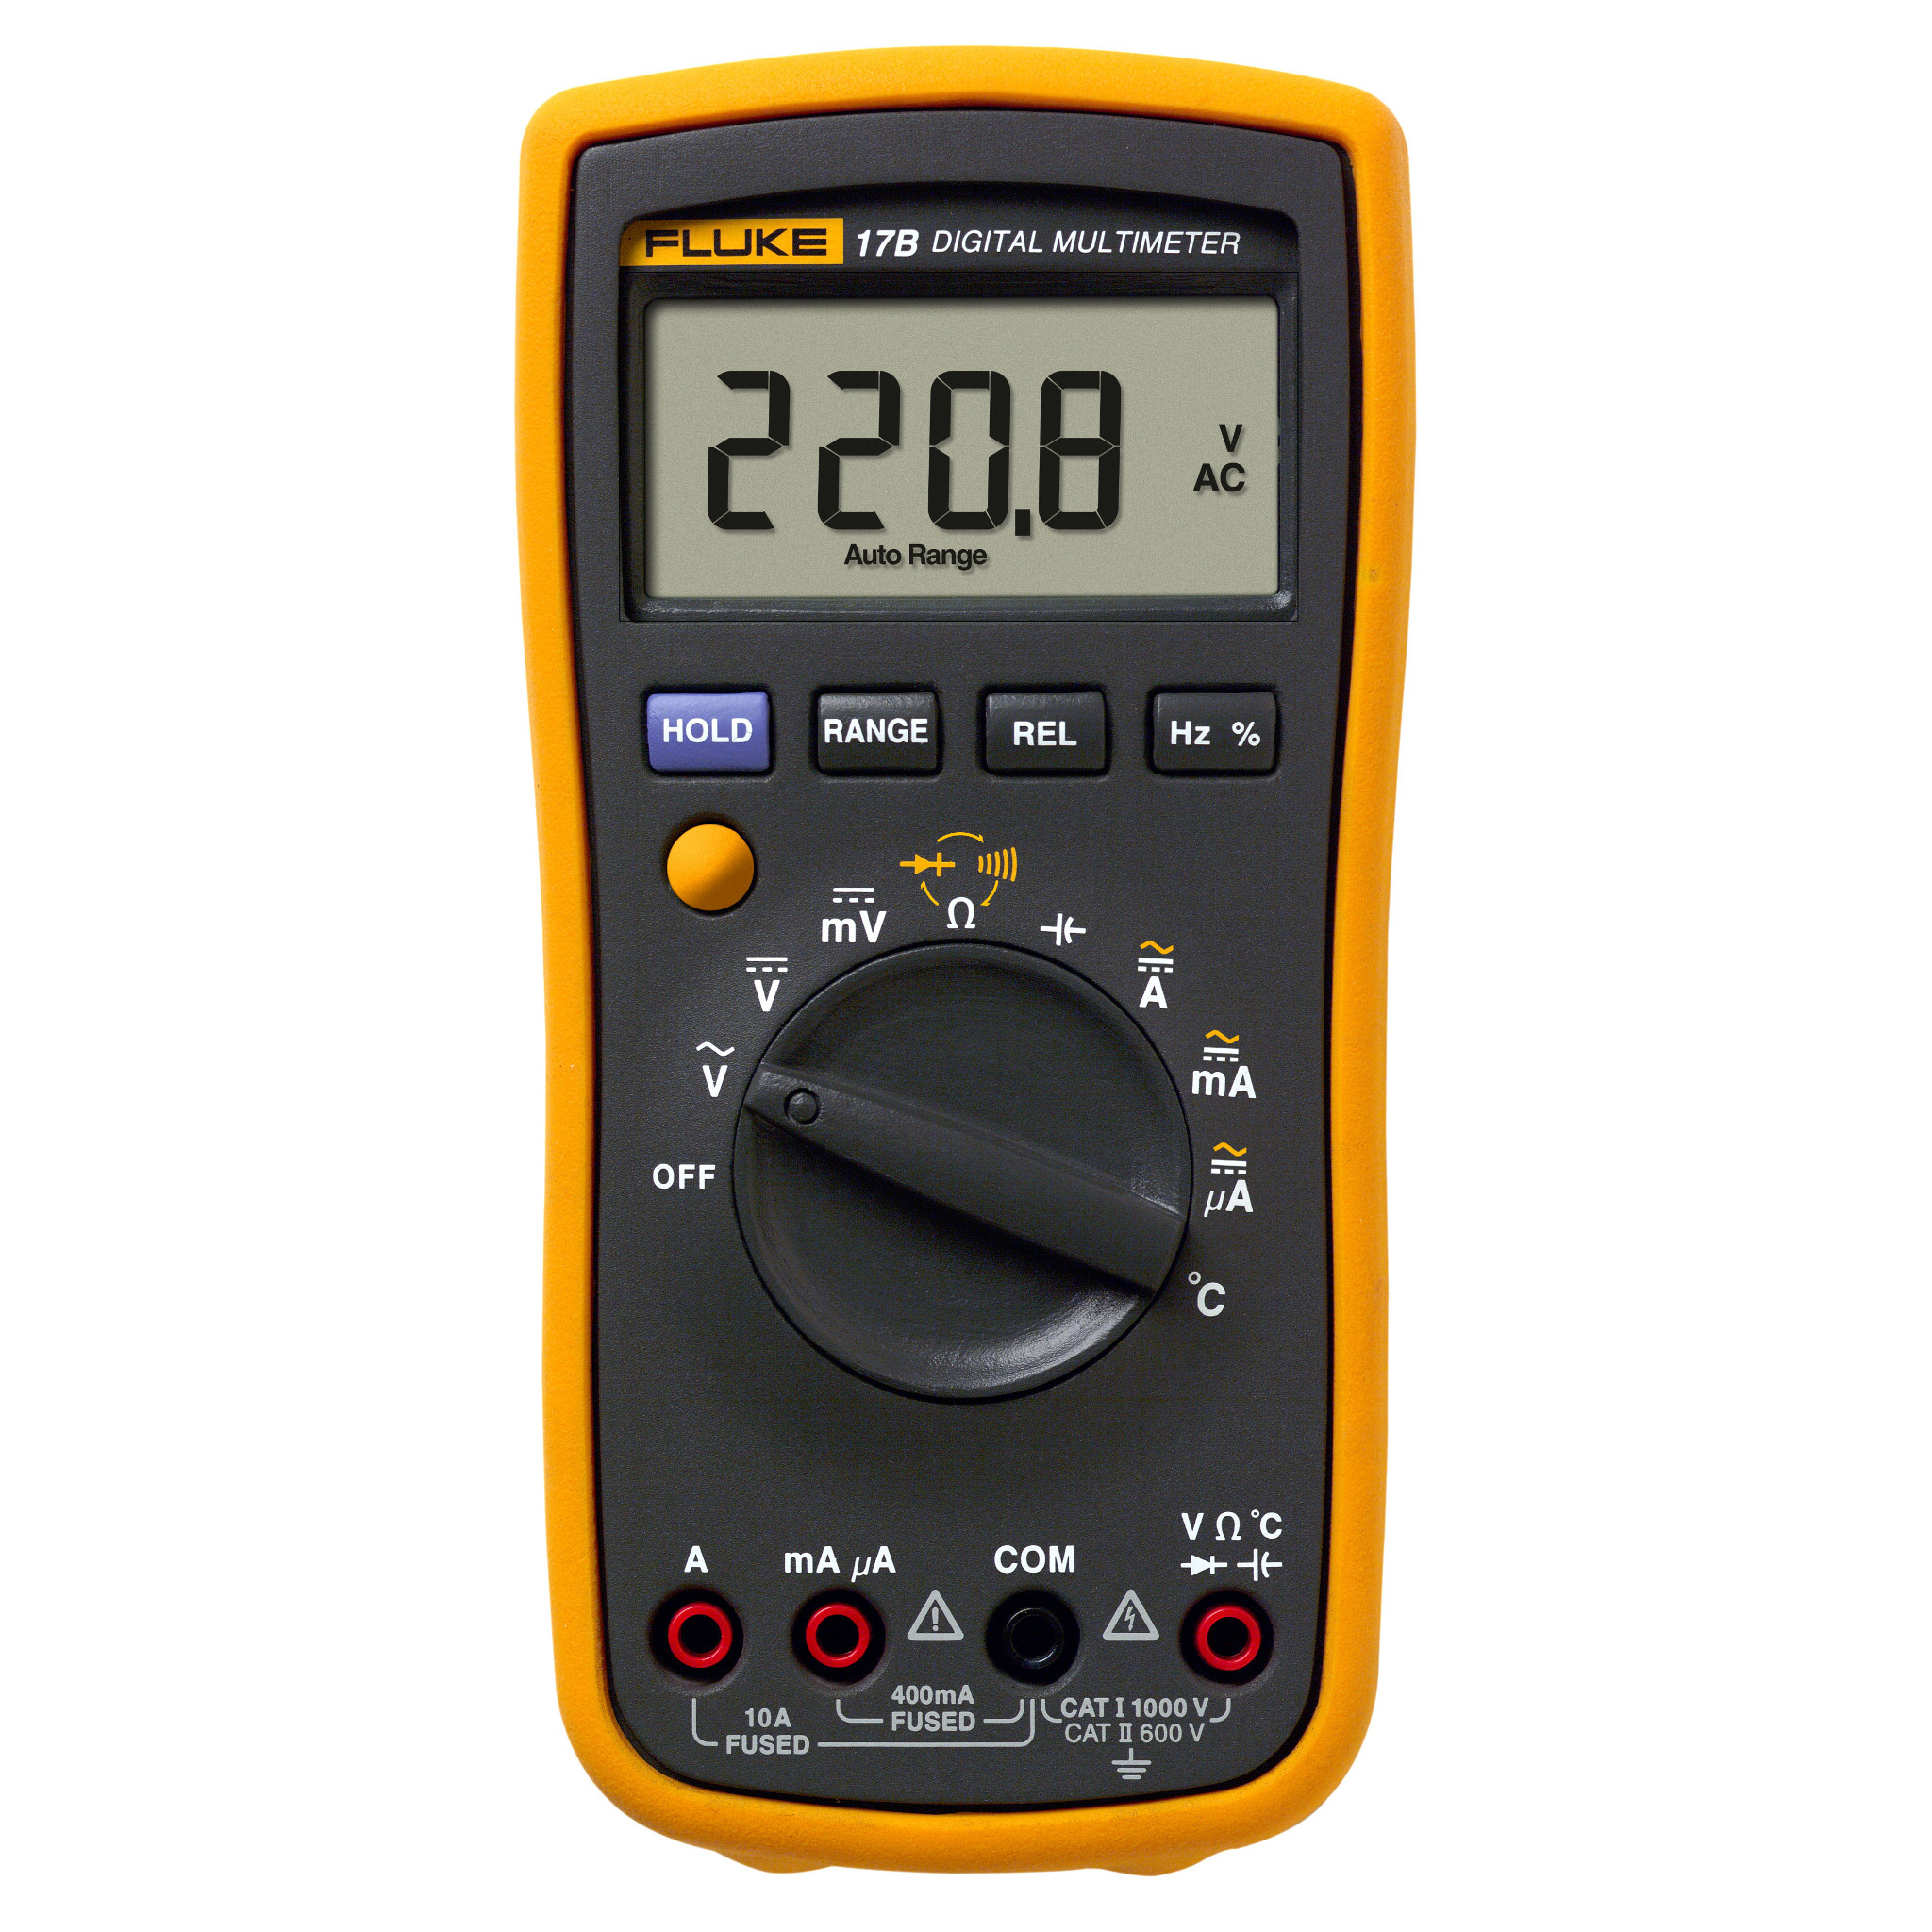 FLUKE 17B DIGITAL MULTIMETER
220.8
V
AC
Auto Range
HOLD RANGE REL Hz %
mV Ω
V A
V mA
OFF µA
°C
V Ω °C
A mA µA COM
400mA
FUSED
10A
FUSED
CAT I 1000 V
CAT II 600 V